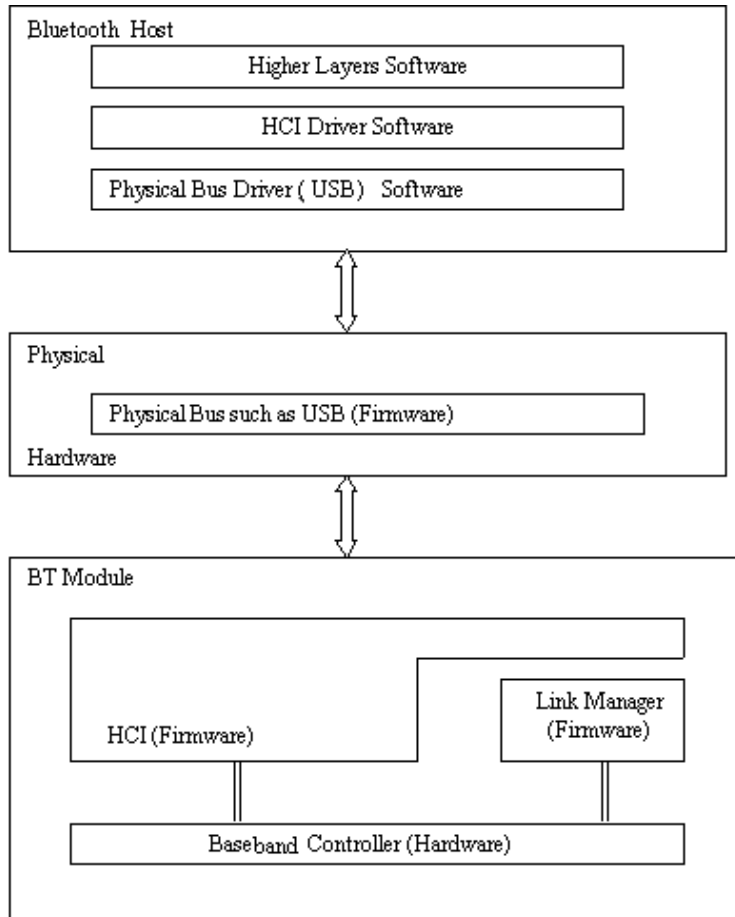 Bluetooth Host
Higher Layers Software
HCI Driver Software
Physical Bus Driver ( USB) Software
Physical
Physical Bus such as USB (Firmware)
Hardware
BT Module
HCI (Firmware)
Link Manager
(Firmware)
Baseband Controller (Hardware)